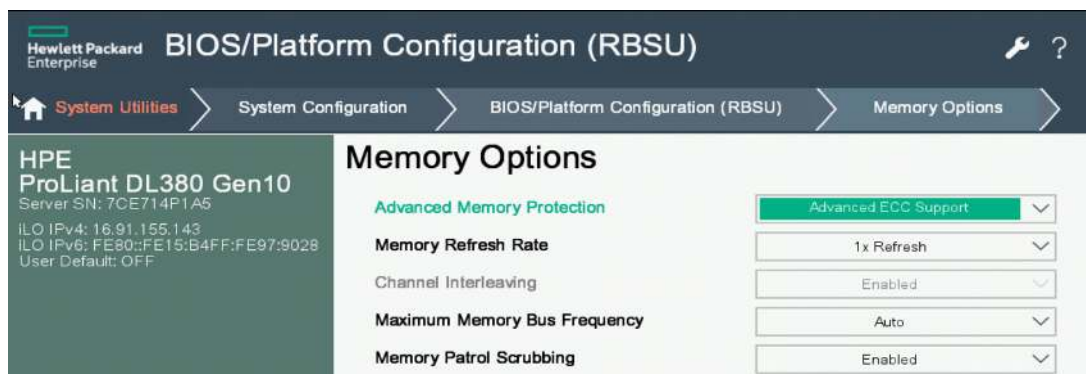 Hewlett Packard
Enterprise
BIOS/Platform Configuration (RBSU)
?
System Utilities
System Configuration
BIOS/Platform Configuration (RBSU)
Memory Options
HPE
ProLiant DL380 Gen10
Server SN: 7CE714P1A5
iLO IPv4: 16.91.155.143
iLO IPv6: FE80::FE15:B4FF:FE97:9028
User Default: OFF
Memory Options
Advanced Memory Protection Advanced ECC Support
Memory Refresh Rate 1x Refresh
Channel Interleaving Enabled
Maximum Memory Bus Frequency Auto
Memory Patrol Scrubbing Enabled